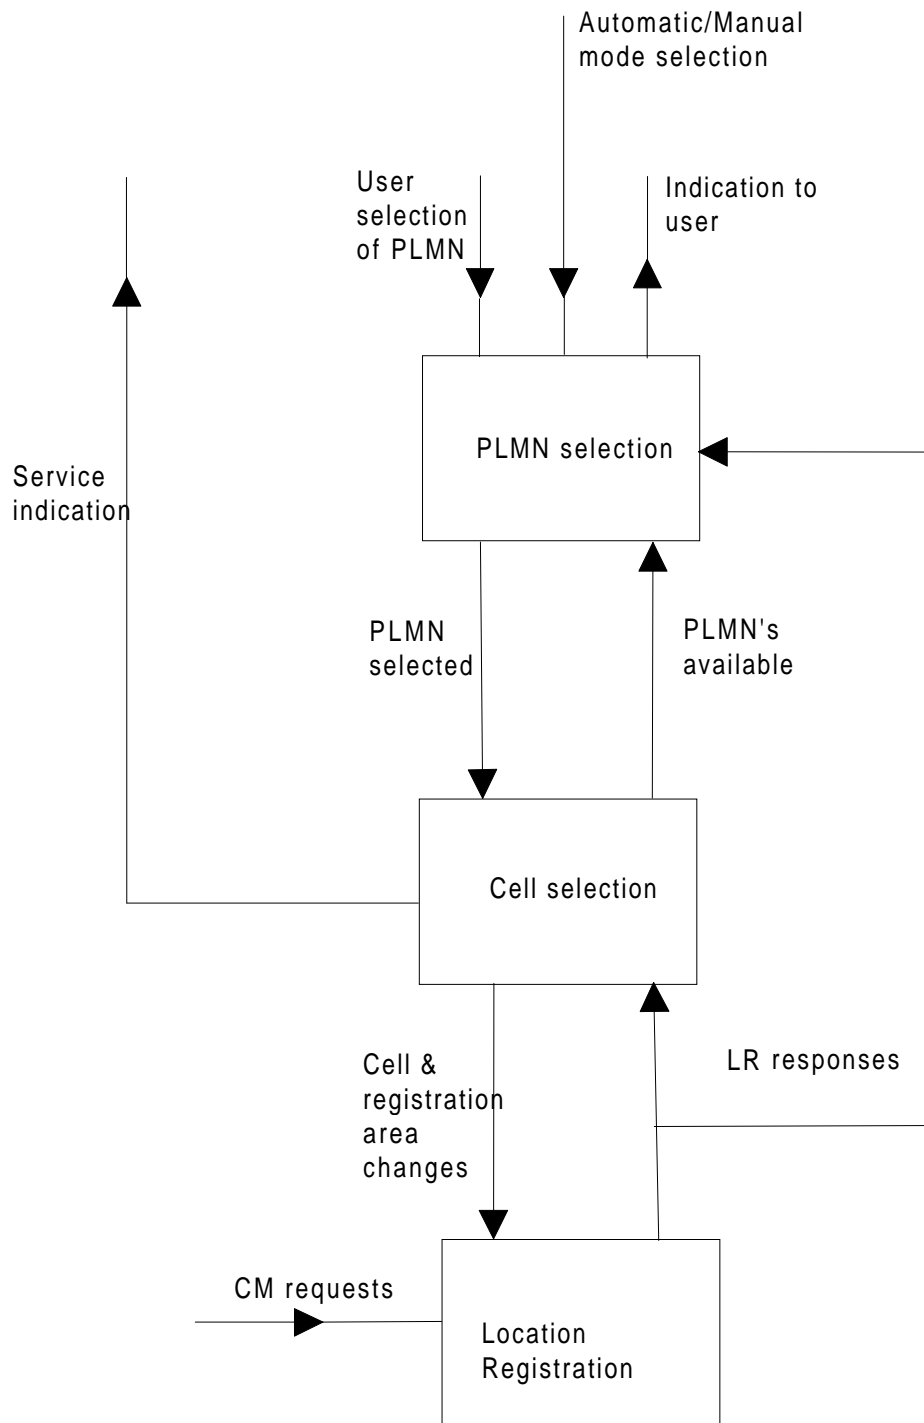 Automatic/Manual
mode selection
User
selection
of PLMN
Indication to
user
PLMN selection
Service
indication
PLMN
selected
PLMN's
available
Cell selection
Cell &
registration
area
changes
LR responses
CM requests
Location
Registration